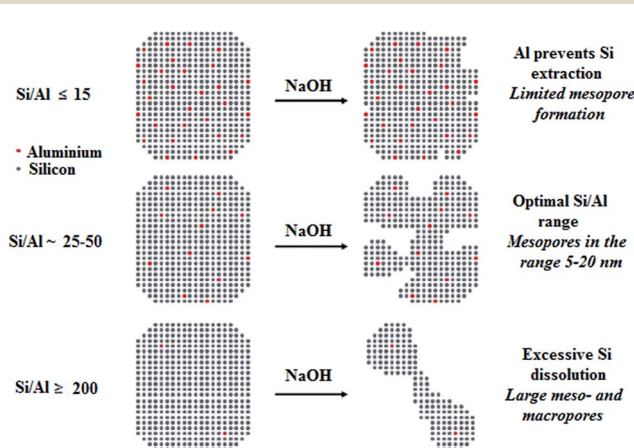 Si/Al ≤ 15
NaOH
Al prevents Si
extraction
Limited mesopore
formation
Aluminium
Silicon
Si/Al ~ 25-50
NaOH
Optimal Si/Al
range
Mesopores in the
range 5-20 nm
Si/Al ≥ 200
NaOH
Excessive Si
dissolution
Large meso- and
macropores